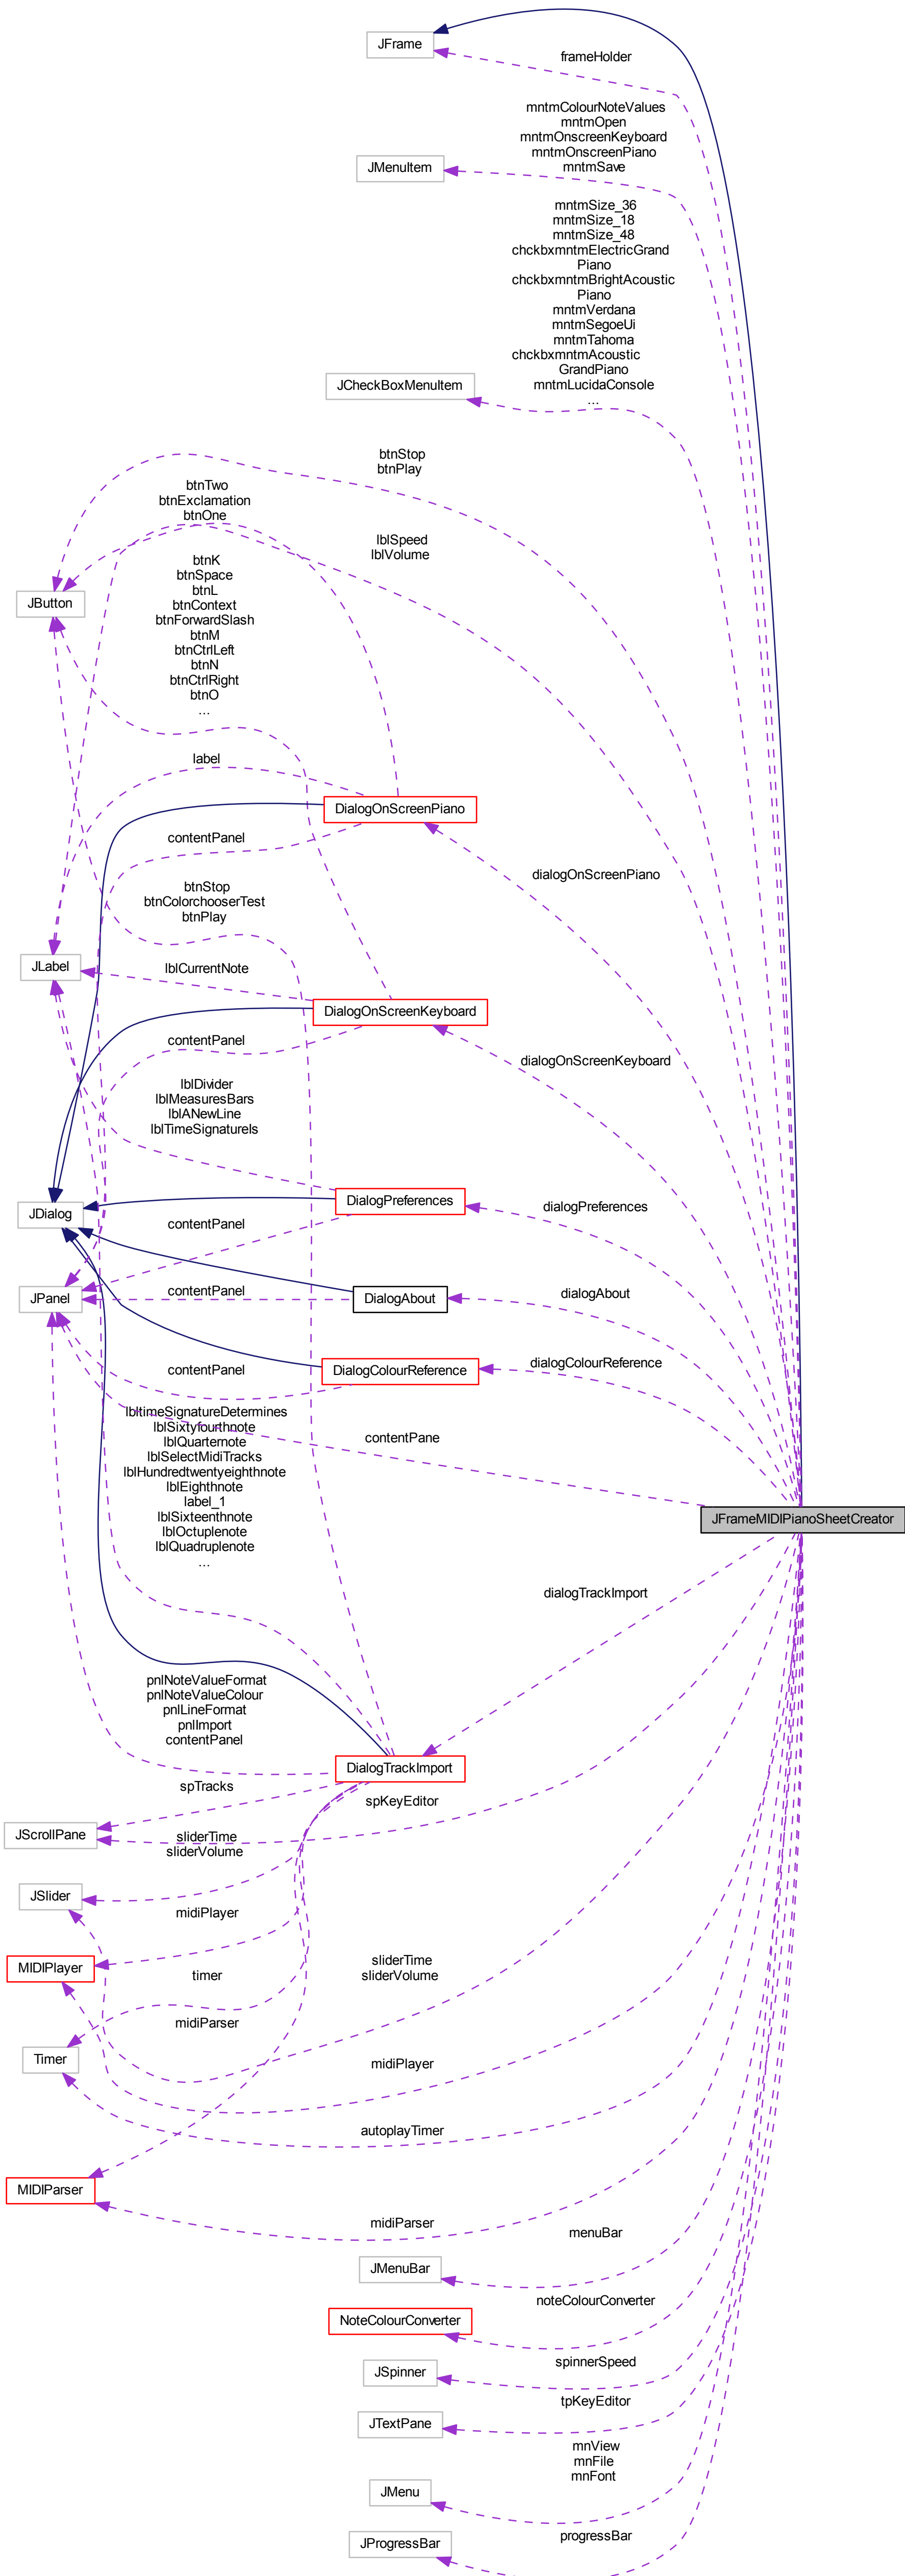 JFrame
frameHolder
mntmColourNoteValues
mntmOpen
mntmOnscreenKeyboard
mntmOnscreenPiano
mntmSave
JMenuItem
mntmSize_36
mntmSize_18
mntmSize_48
chckbxmntmElectricGrand
Piano
chckbxmntmBrightAcoustic
Piano
mntmVerdana
mntmSegoeUi
mntmTahoma
chckbxmntmAcoustic
GrandPiano
mntmLucidaConsole
...
JCheckBoxMenuItem
btnStop
btnPlay
btnTwo
btnExclamation
btnOne
lblSpeed
lblVolume
JButton
btnK
btnSpace
btnL
btnContext
btnForwardSlash
btnM
btnCtrlLeft
btnN
btnCtrlRight
btnO
...
label
DialogOnScreenPiano
contentPanel
dialogOnScreenPiano
btnStop
btnColorchooserTest
btnPlay
JLabel
lblCurrentNote
DialogOnScreenKeyboard
contentPanel
dialogOnScreenKeyboard
lblDivider
lblMeasuresBars
lblANewLine
lblTimeSignatureIs
JDialog
DialogPreferences
dialogPreferences
contentPanel
JPanel
contentPanel
DialogAbout
dialogAbout
contentPanel
DialogColourReference
dialogColourReference
lbltimeSignatureDetermines
lblSixtyfourthnote
lblQuarternote
lblSelectMidiTracks
lblHundredtwentyeighthnote
lblEighthnote
label_1
lblSixteenthnote
lblOctuplenote
lblQuadruplenote
...
contentPane
JFrameMIDIPianoSheetCreator
dialogTrackImport
pnlNoteValueFormat
pnlNoteValueColour
pnlLineFormat
pnlImport
contentPanel
DialogTrackImport
spTracks
spKeyEditor
JScrollPane
sliderTime
sliderVolume
JSlider
midiPlayer
MIDIPlayer
timer
sliderTime
sliderVolume
midiParser
Timer
midiPlayer
autoplayTimer
MIDIParser
midiParser
menuBar
JMenuBar
noteColourConverter
NoteColourConverter
spinnerSpeed
JSpinner
tpKeyEditor
JTextPane
mnView
mnFile
mnFont
JMenu
progressBar
JProgressBar